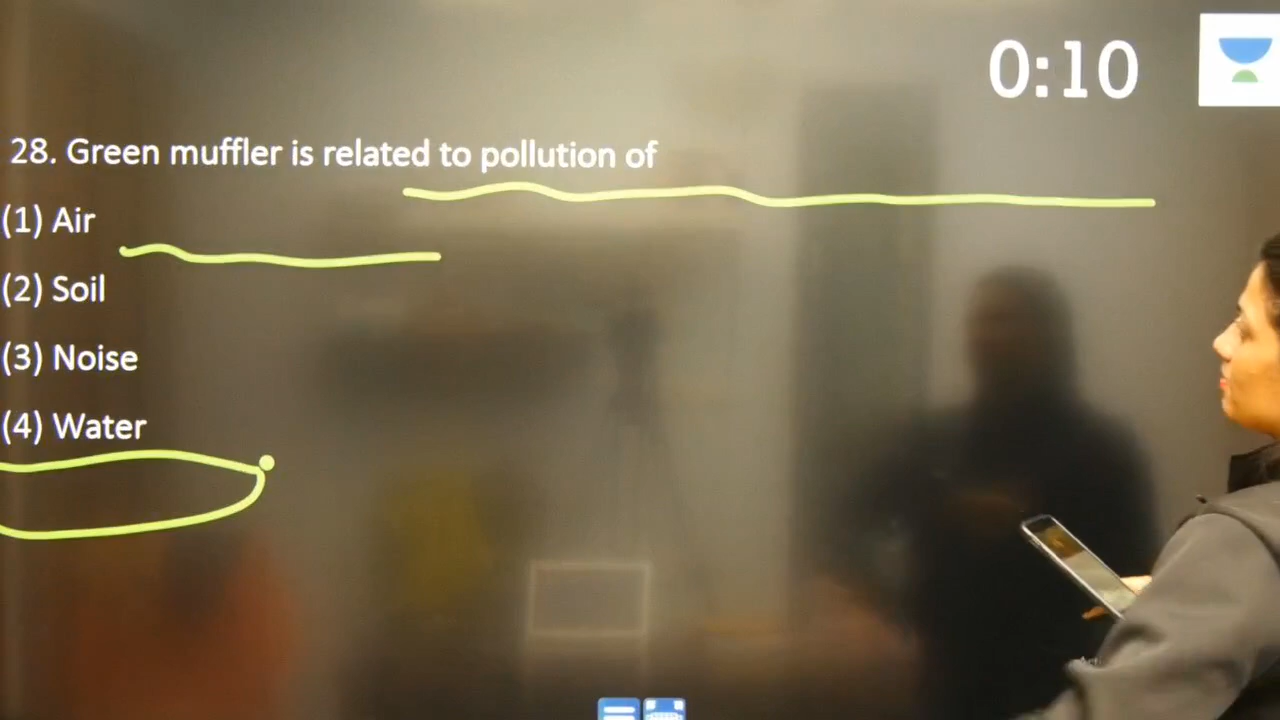 0:10
28. Green muffler is related to pollution of
(1) Air
(2) Soil
(3) Noise
(4) Water